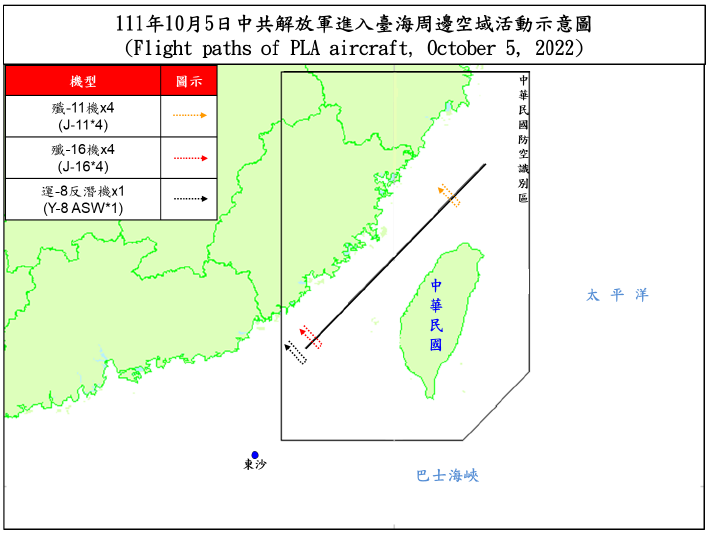 111年10月5日中共解放軍進入臺海周邊空域活動示意圖
(Flight paths of PLA aircraft, October 5, 2022)
機型 圖示
殲-11機x4
(J-11*4)
殲-16機x4
(J-16*4)
運-8反潛機x1
(Y-8 ASW*1)
中華民國防空識別區
中華民國
太平洋
東沙
巴士海峽